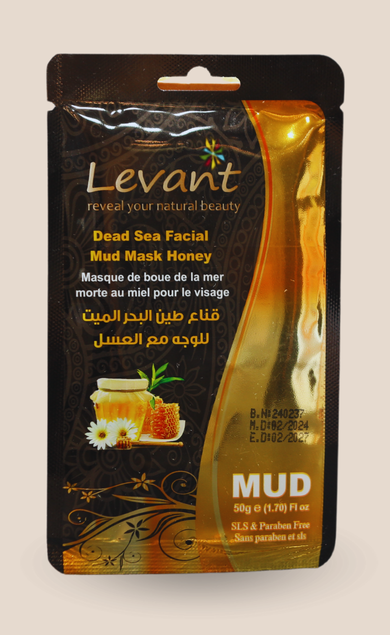 Levant
reveal your natural beauty
Dead Sea Facial
Mud Mask Honey
Masque de boue de la mer
morte au miel pour le visage
قناع طين البحر الميت
للوجه مع العسل
B.N:240237
M.D:02/2024
E.D:02/2027
MUD
50g e (1.70) Fl oz
SLS & Paraben Free
Sans paraben et sls